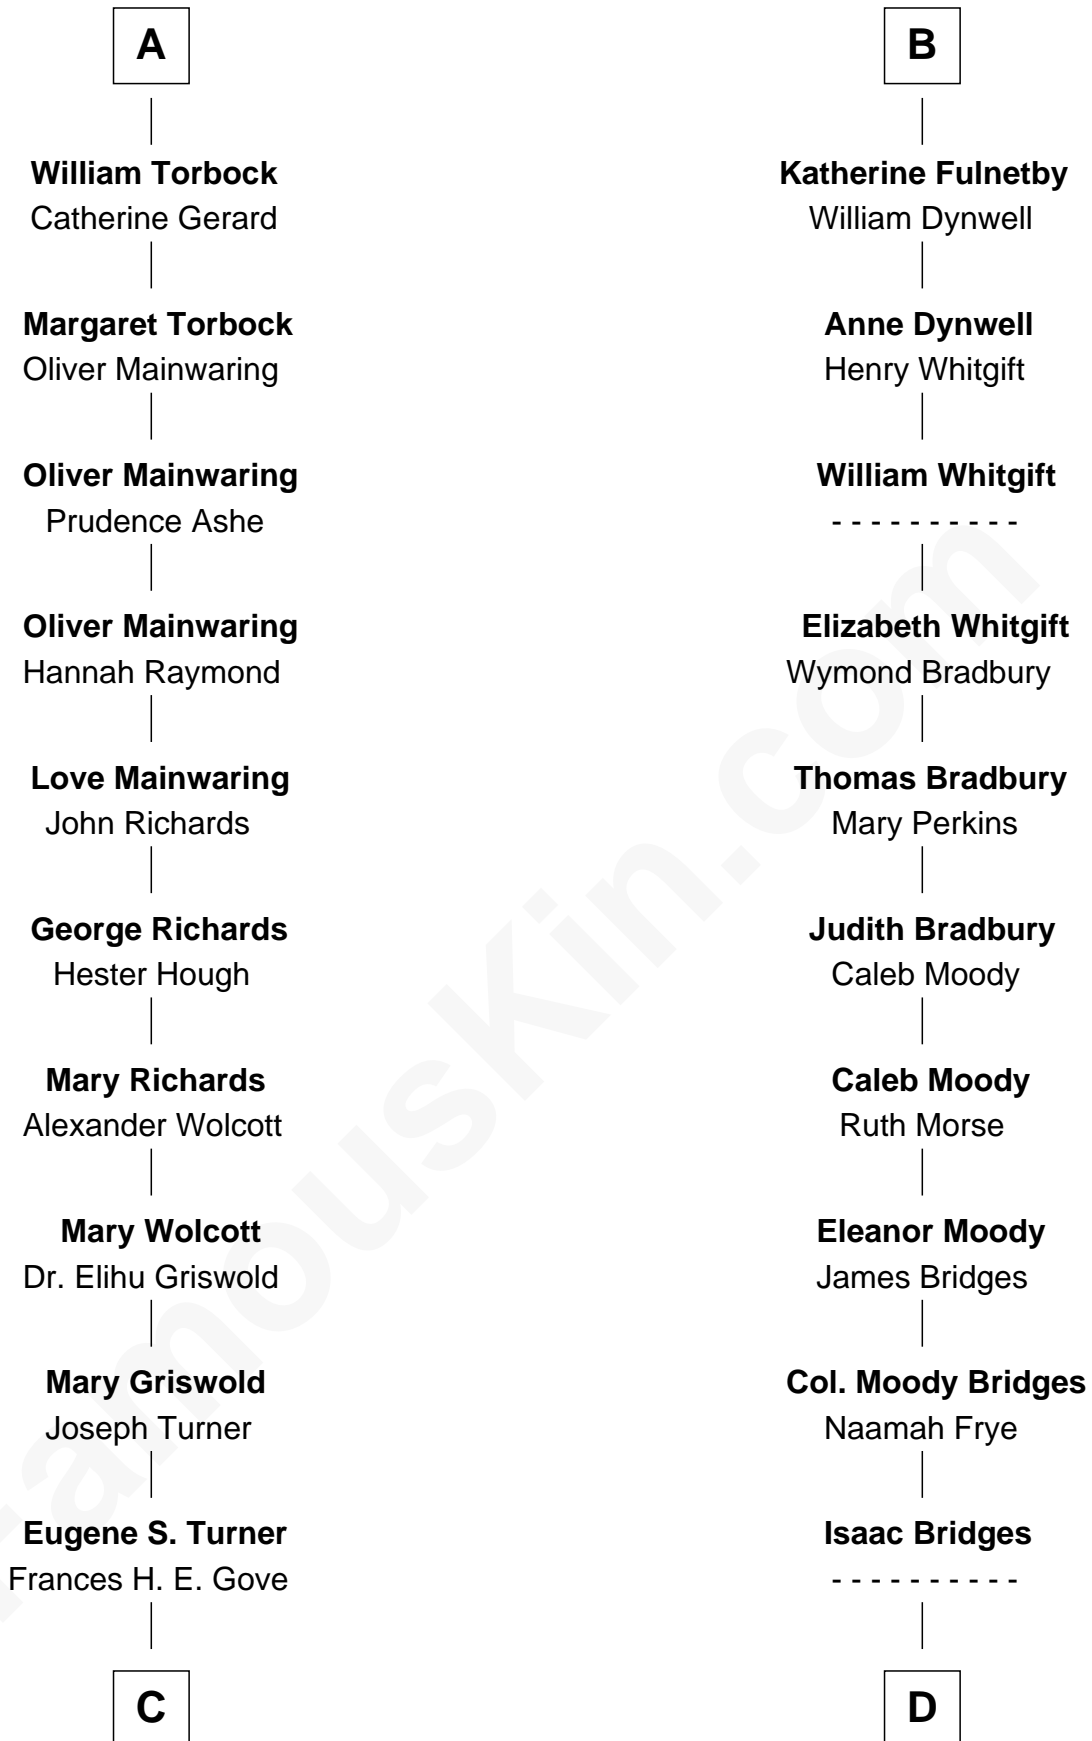 A
William Torbock
Catherine Gerard
Margaret Torbock
Oliver Mainwaring
Oliver Mainwaring
Prudence Ashe
Oliver Mainwaring
Hannah Raymond
Love Mainwaring
John Richards
George Richards
Hester Hough
Mary Richards
Alexander Wolcott
Mary Wolcott
Dr. Elihu Griswold
Mary Griswold
Joseph Turner
Eugene S. Turner
Frances H. E. Gove
C
B
Katherine Fulnetby
William Dynwell
Anne Dynwell
Henry Whitgift
William Whitgift
- - - - - - - - - -
Elizabeth Whitgift
Wymond Bradbury
Thomas Bradbury
Mary Perkins
Judith Bradbury
Caleb Moody
Caleb Moody
Ruth Morse
Eleanor Moody
James Bridges
Col. Moody Bridges
Naamah Frye
Isaac Bridges
- - - - - - - - - -
D
FamousKin.com